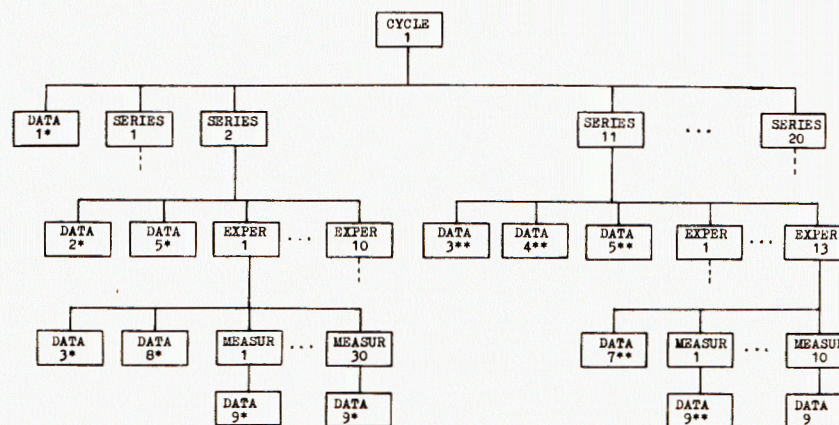 CYCLE
1
DATA
1*
SERIES
1
SERIES
2
SERIES
11
...
SERIES
20
DATA
2*
DATA
5*
EXPER
1
...
EXPER
10
DATA
3**
DATA
4**
DATA
5**
EXPER
1
...
EXPER
13
DATA
3*
DATA
8*
MEASUR
1
...
MEASUR
30
DATA
7**
MEASUR
1
...
MEASUR
10
DATA
9*
DATA
9*
DATA
9**
DATA
9